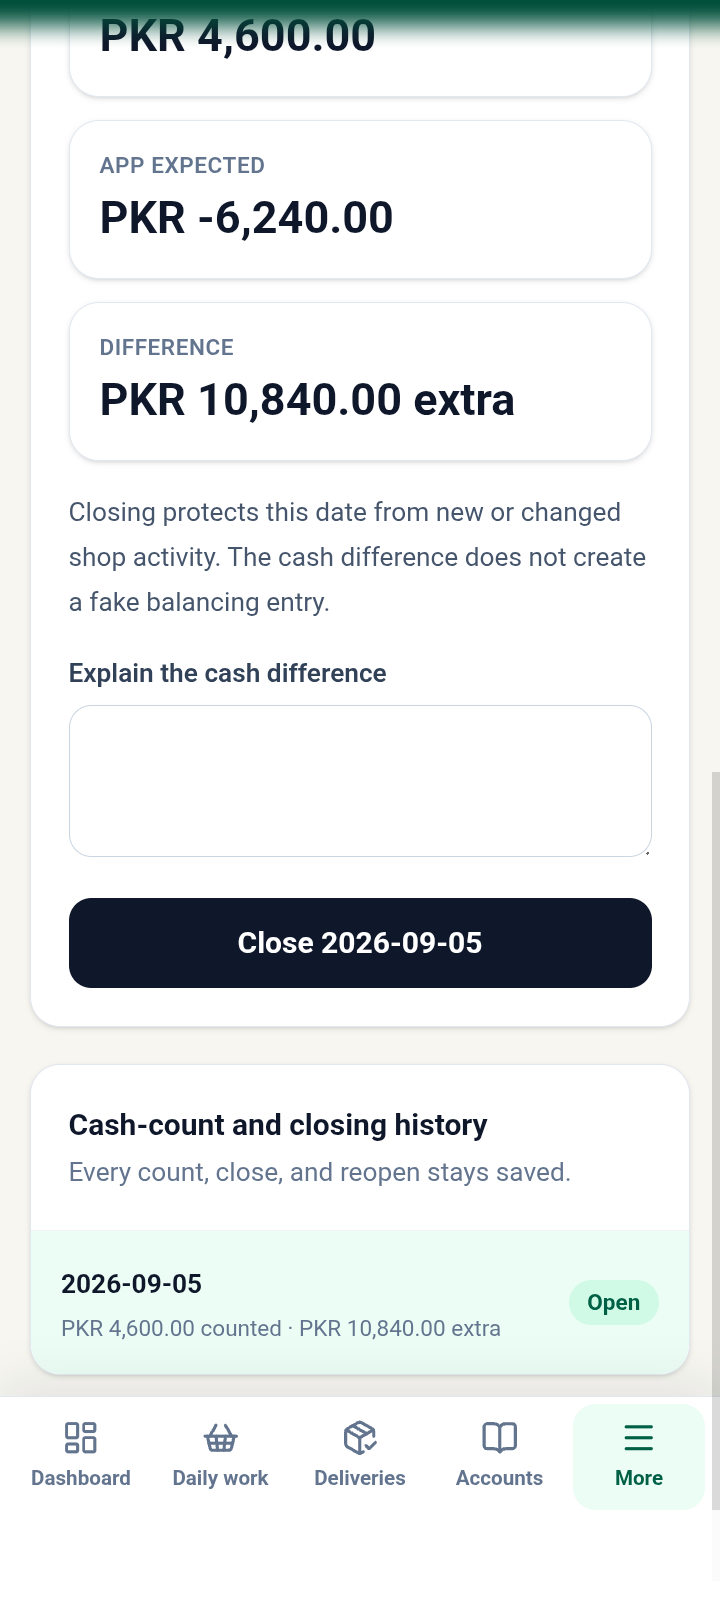 PKR 4,600.00
APP EXPECTED
PKR -6,240.00
DIFFERENCE
PKR 10,840.00 extra
Closing protects this date from new or changed
shop activity. The cash difference does not create
a fake balancing entry.
Explain the cash difference
Close 2026-09-05
Cash-count and closing history
Every count, close, and reopen stays saved.
2026-09-05
PKR 4,600.00 counted · PKR 10,840.00 extra
Open
Dashboard
Daily work
Deliveries
Accounts
More